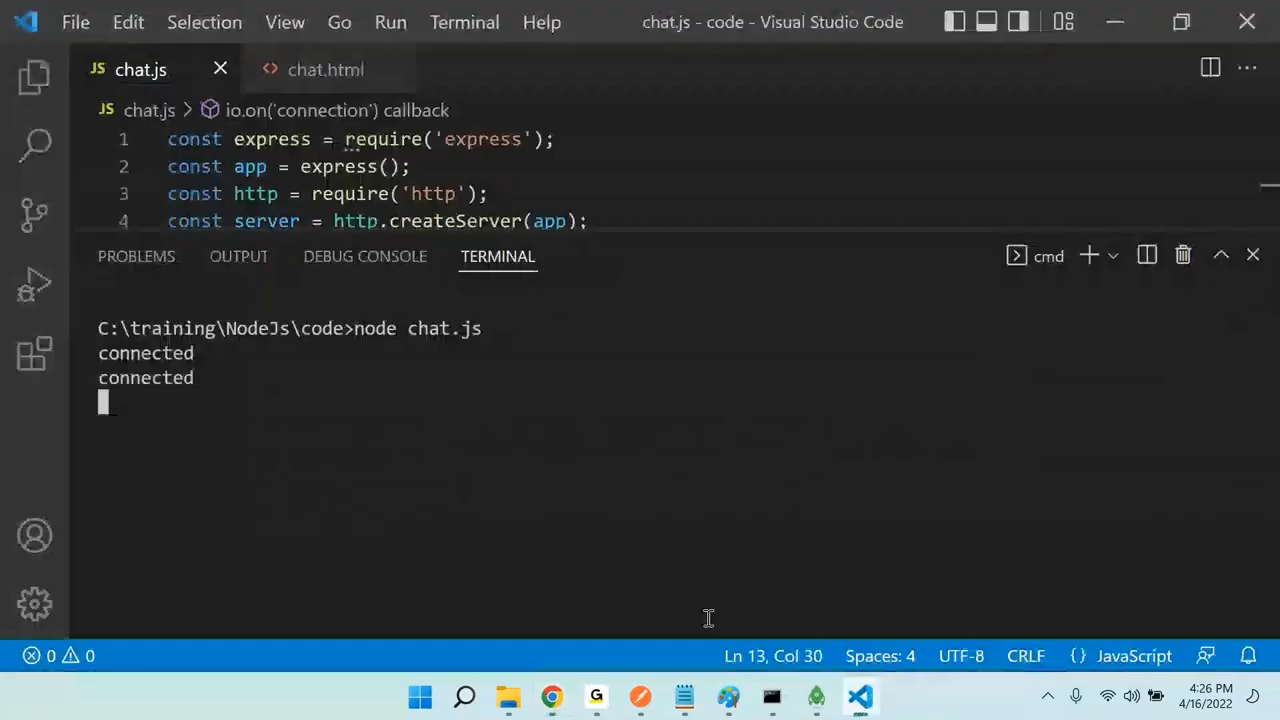 File Edit Selection View Go Run Terminal Help chat.js - code - Visual Studio Code
JS chat.js <> chat.html
JS chat.js > io.on('connection') callback
1 const express = require('express');
2 const app = express();
3 const http = require('http');
4 const server = http.createServer(app);
PROBLEMS OUTPUT DEBUG CONSOLE TERMINAL cmd
C:\training\NodeJs\code>node chat.js
connected
connected
0 0 Ln 13, Col 30 Spaces: 4 UTF-8 CRLF {} JavaScript
G 4:26 PM
4/16/2022